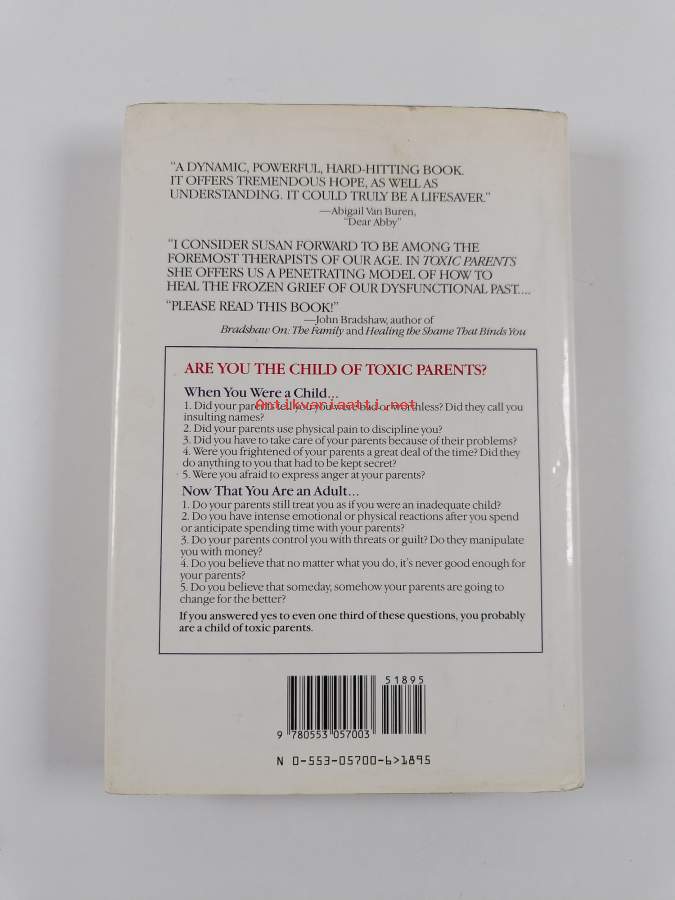 "A DYNAMIC, POWERFUL, HARD-HITTING BOOK.
IT OFFERS TREMENDOUS HOPE, AS WELL AS
UNDERSTANDING. IT COULD TRULY BE A LIFESAVER."
—Abigail Van Buren,
"Dear Abby"
"I CONSIDER SUSAN FORWARD TO BE AMONG THE
FOREMOST THERAPISTS OF OUR AGE. IN TOXIC PARENTS
SHE OFFERS US A PENETRATING MODEL OF HOW TO
HEAL THE FROZEN GRIEF OF OUR DYSFUNCTIONAL PAST....
"PLEASE READ THIS BOOK!"
—John Bradshaw, author of
Bradshaw On: The Family and Healing the Shame That Binds You
ARE YOU THE CHILD OF TOXIC PARENTS?
When You Were a Child...
Antikvariaatti.net
1. Did your parents tell you you were bad or worthless? Did they call you
insulting names?
2. Did your parents use physical pain to discipline you?
3. Did you have to take care of your parents because of their problems?
4. Were you frightened of your parents a great deal of the time? Did they
do anything to you that had to be kept secret?
5. Were you afraid to express anger at your parents?
Now That You Are an Adult...
1. Do your parents still treat you as if you were an inadequate child?
2. Do you have intense emotional or physical reactions after you spend
or anticipate spending time with your parents?
3. Do your parents control you with threats or guilt? Do they manipulate
you with money?
4. Do you believe that no matter what you do, it's never good enough for
your parents?
5. Do you believe that someday, somehow your parents are going to
change for the better?
If you answered yes to even one third of these questions, you probably
are a child of toxic parents.
51895
9 780553 057003
N 0-553-05700-6>1895